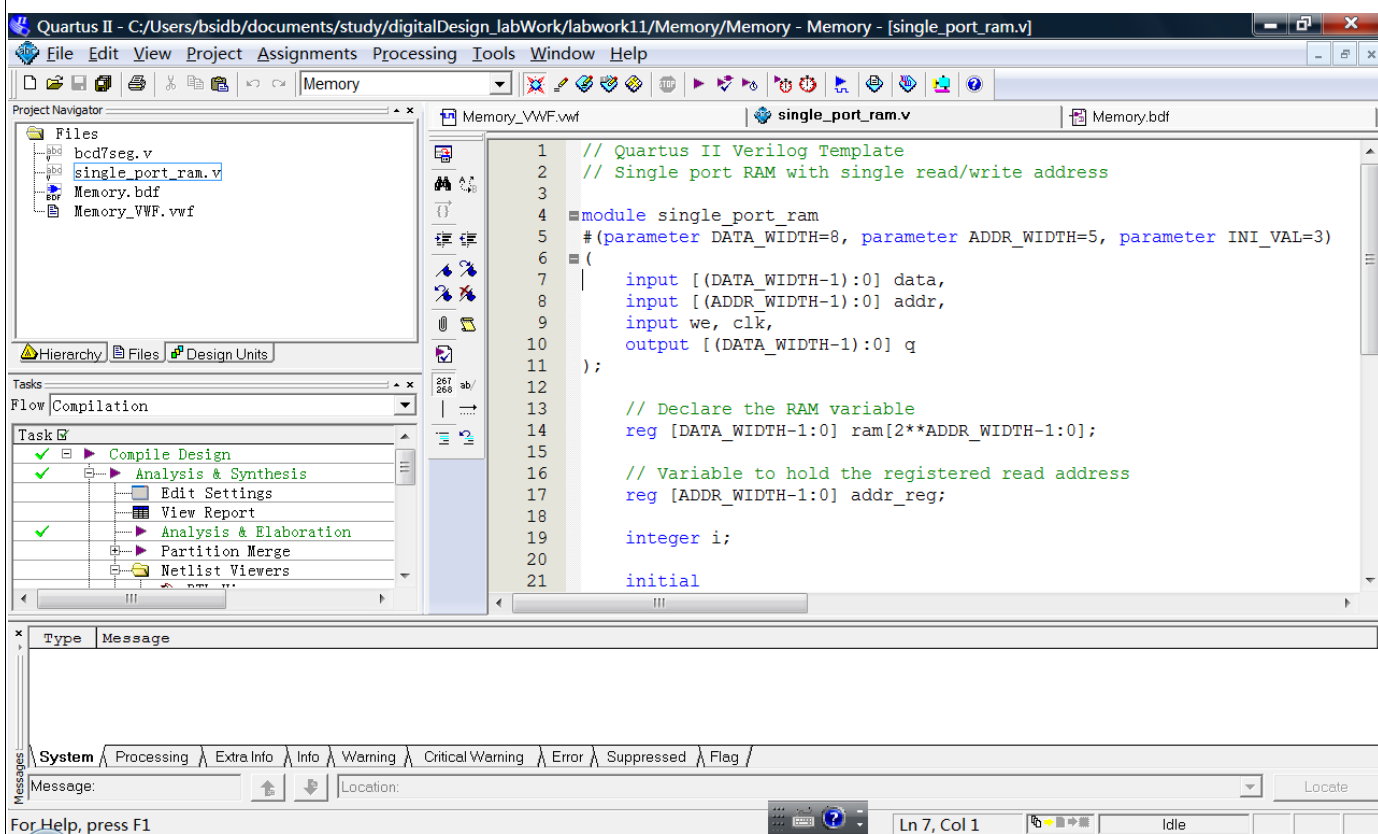 Quartus II - C:/Users/bsidb/documents/study/digitalDesign_labWork/labwork11/Memory/Memory - Memory - [single_port_ram.v]
File Edit View Project Assignments Processing Tools Window Help
Memory
STOP
Project Navigator
Files
abc bcd7seg.v
abc single_port_ram.v
BDF Memory.bdf
Memory_VWF.vwf
Hierarchy Files Design Units
Tasks
Flow Compilation
Task
Compile Design
Analysis & Synthesis
Edit Settings
View Report
Analysis & Elaboration
Partition Merge
Netlist Viewers
Memory_VWF.vwf single_port_ram.v Memory.bdf
267
268 ab/
1 // Quartus II Verilog Template
2 // Single port RAM with single read/write address
3
4 module single_port_ram
5 #(parameter DATA_WIDTH=8, parameter ADDR_WIDTH=5, parameter INI_VAL=3)
6 (
7 input [(DATA_WIDTH-1):0] data,
8 input [(ADDR_WIDTH-1):0] addr,
9 input we, clk,
10 output [(DATA_WIDTH-1):0] q
11 );
12
13 // Declare the RAM variable
14 reg [DATA_WIDTH-1:0] ram[2**ADDR_WIDTH-1:0];
15
16 // Variable to hold the registered read address
17 reg [ADDR_WIDTH-1:0] addr_reg;
18
19 integer i;
20
21 initial
Type Message
System Processing Extra Info Info Warning Critical Warning Error Suppressed Flag
Messages
Message: Location: Locate
For Help, press F1 Ln 7, Col 1 Idle